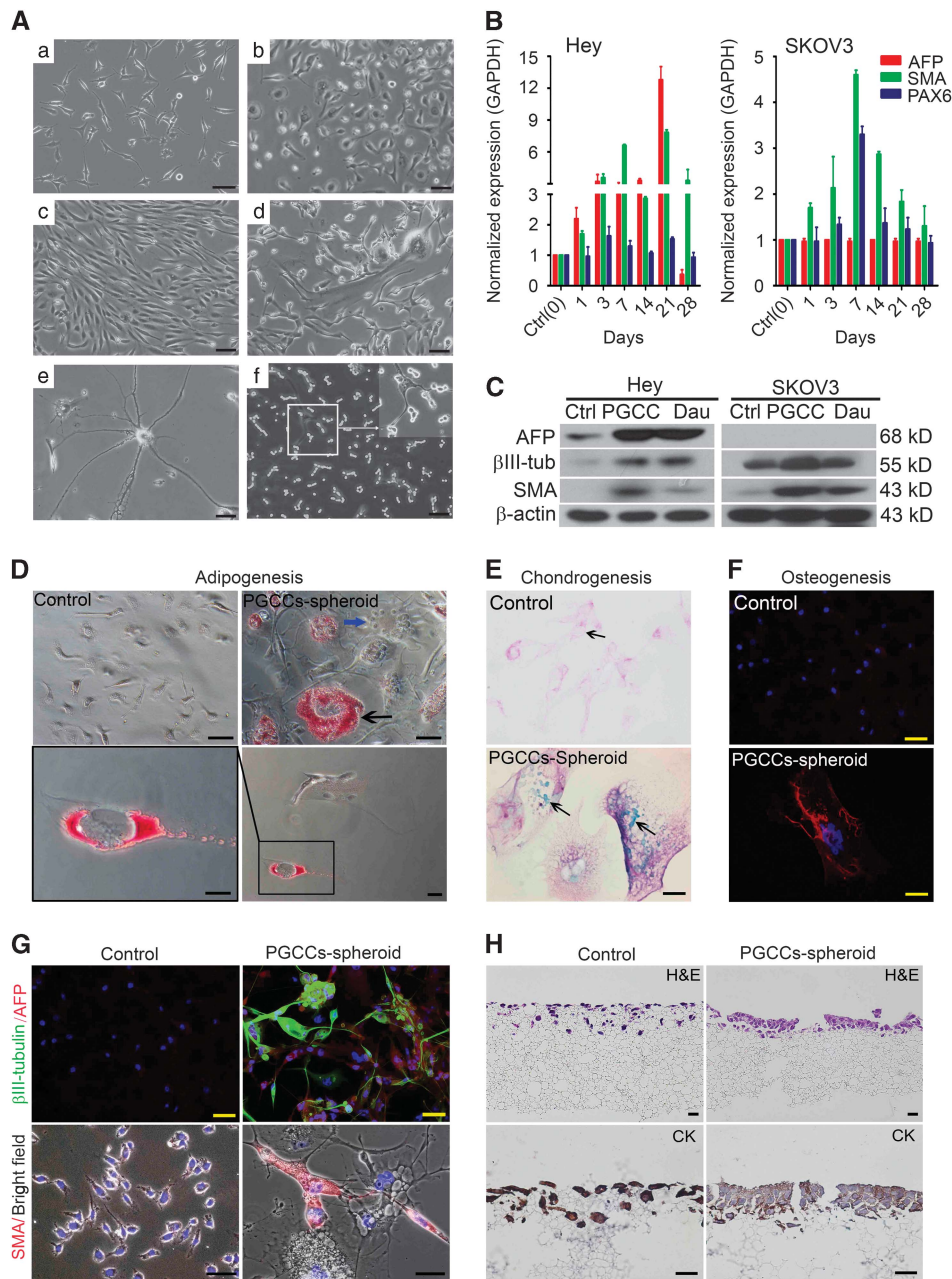 A
a
b
c
d
e
f
B
Hey
SKOV3
AFP
SMA
PAX6
Normalized expression (GAPDH)
15
12
9
6
3
2
1
0
Ctrl(0)
1
3
7
14
21
28
Days
Normalized expression (GAPDH)
5
4
3
2
1
0
Ctrl(0)
1
3
7
14
21
28
Days
C
Hey SKOV3
Ctrl PGCC Dau Ctrl PGCC Dau
AFP 68 kD
βIII-tub 55 kD
SMA 43 kD
β-actin 43 kD
D
Adipogenesis
Control
PGCCs-spheroid
E
Chondrogenesis
Control
PGCCs-Spheroid
F
Osteogenesis
Control
PGCCs-spheroid
G
Control
PGCCs-spheroid
βIII-tubulin/AFP
SMA/Bright field
H
Control
PGCCs-spheroid
H&E
H&E
CK
CK